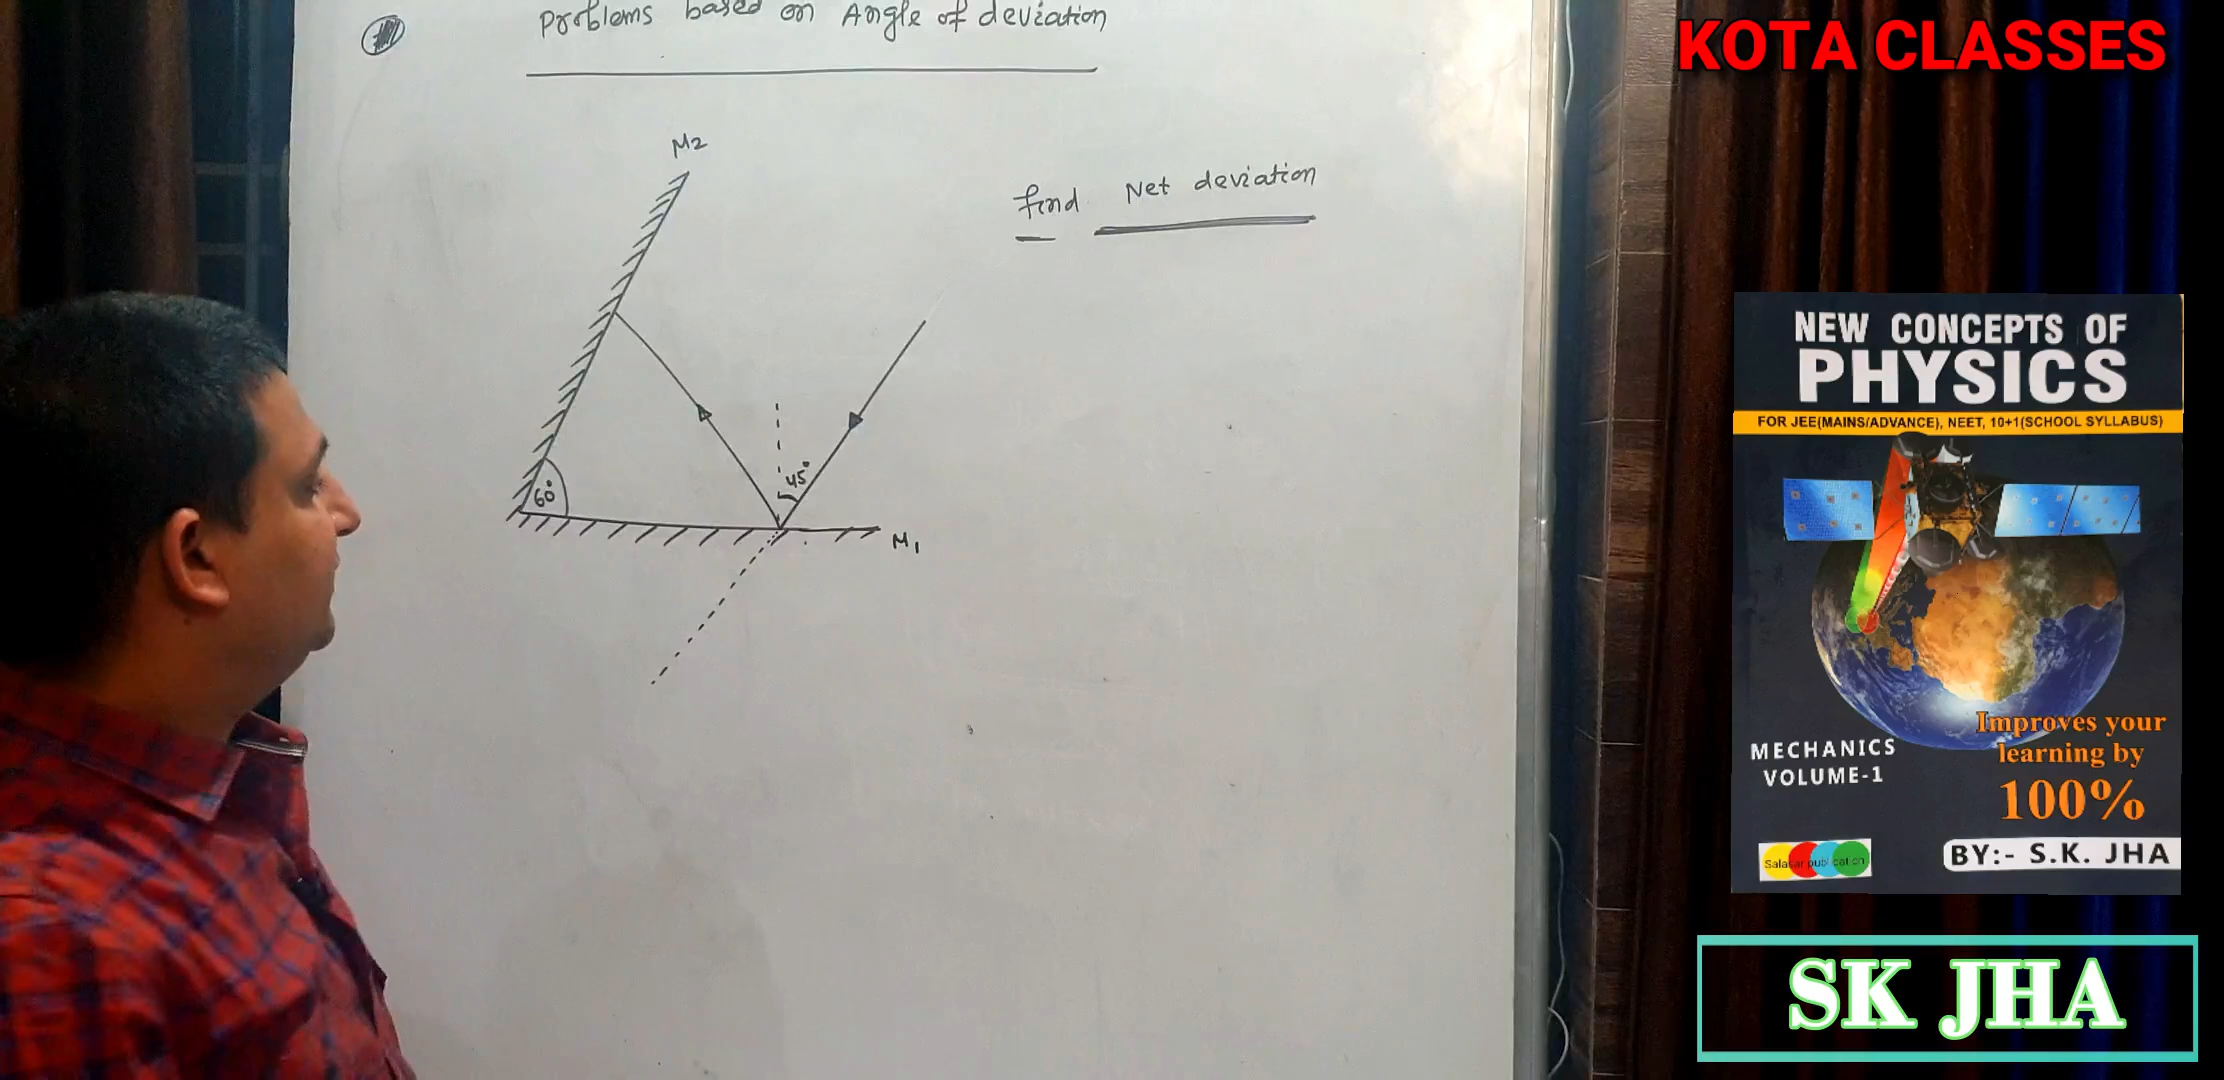 Problems based on Angle of deviation
M2
find Net deviation
45°
60°
M1
KOTA CLASSES
NEW CONCEPTS OF
PHYSICS
FOR JEE(MAINS/ADVANCE), NEET, 10+1(SCHOOL SYLLABUS)
Improves your
learning by
100%
MECHANICS
VOLUME-1
Salasar publication
BY:- S.K. JHA
SK JHA